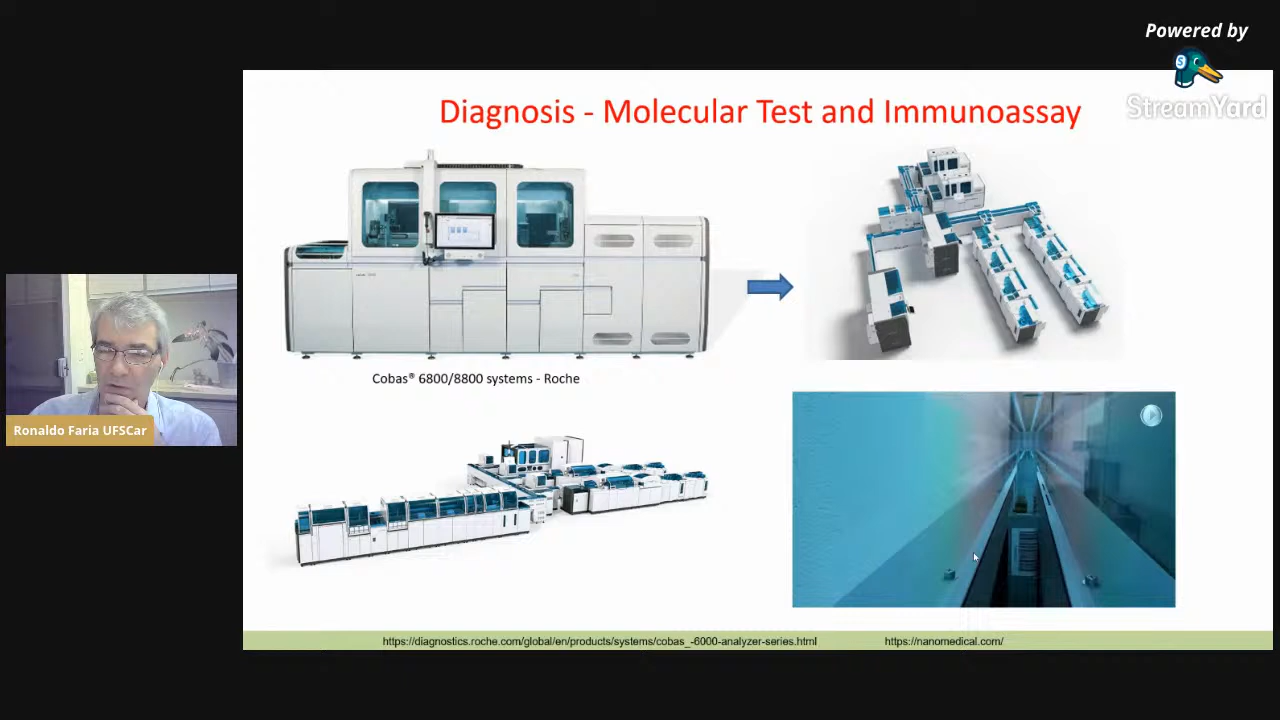 Powered by
StreamYard
Diagnosis - Molecular Test and Immunoassay
Cobas® 6800/8800 systems - Roche
Ronaldo Faria UFSCar
https://diagnostics.roche.com/global/en/products/systems/cobas_-6000-analyzer-series.html
https://nanomedical.com/